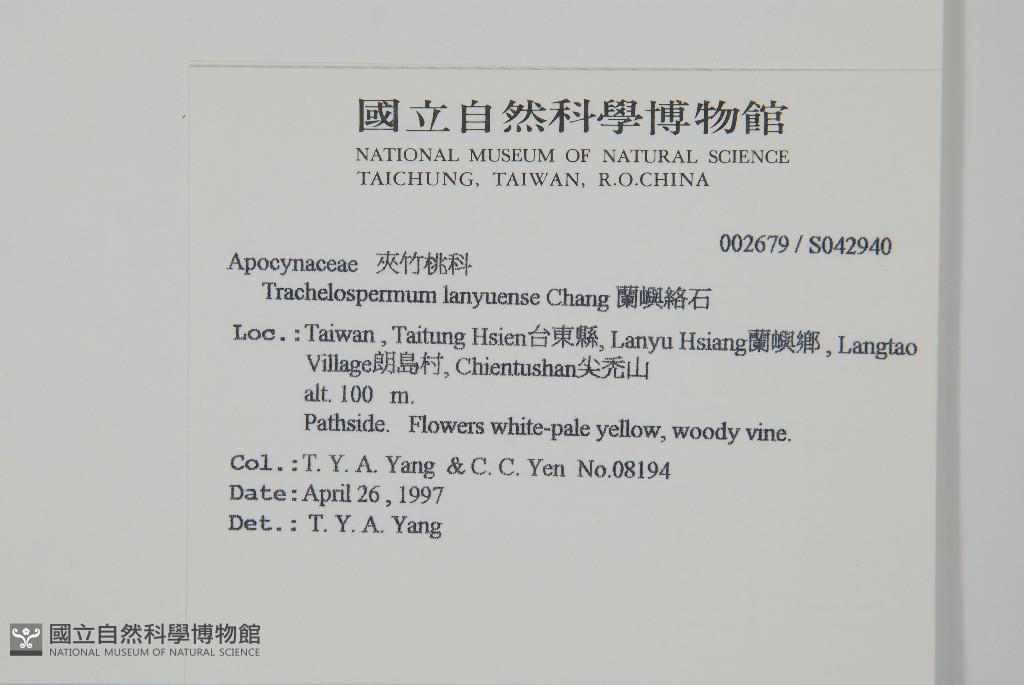 國立自然科學博物館
NATIONAL MUSEUM OF NATURAL SCIENCE
TAICHUNG, TAIWAN, R.O.CHINA
002679 / S042940
Apocynaceae 夾竹桃科
Trachelospermum lanyuense Chang 蘭嶼絡石
Loc.: Taiwan , Taitung Hsien台東縣, Lanyu Hsiang蘭嶼鄉 , Langtao
Village朗島村, Chientushan尖禿山
alt. 100 m.
Pathside. Flowers white-pale yellow, woody vine.
Col.: T. Y. A. Yang & C. C. Yen No.08194
Date: April 26 , 1997
Det.: T. Y. A. Yang
國立自然科學博物館
NATIONAL MUSEUM OF NATURAL SCIENCE